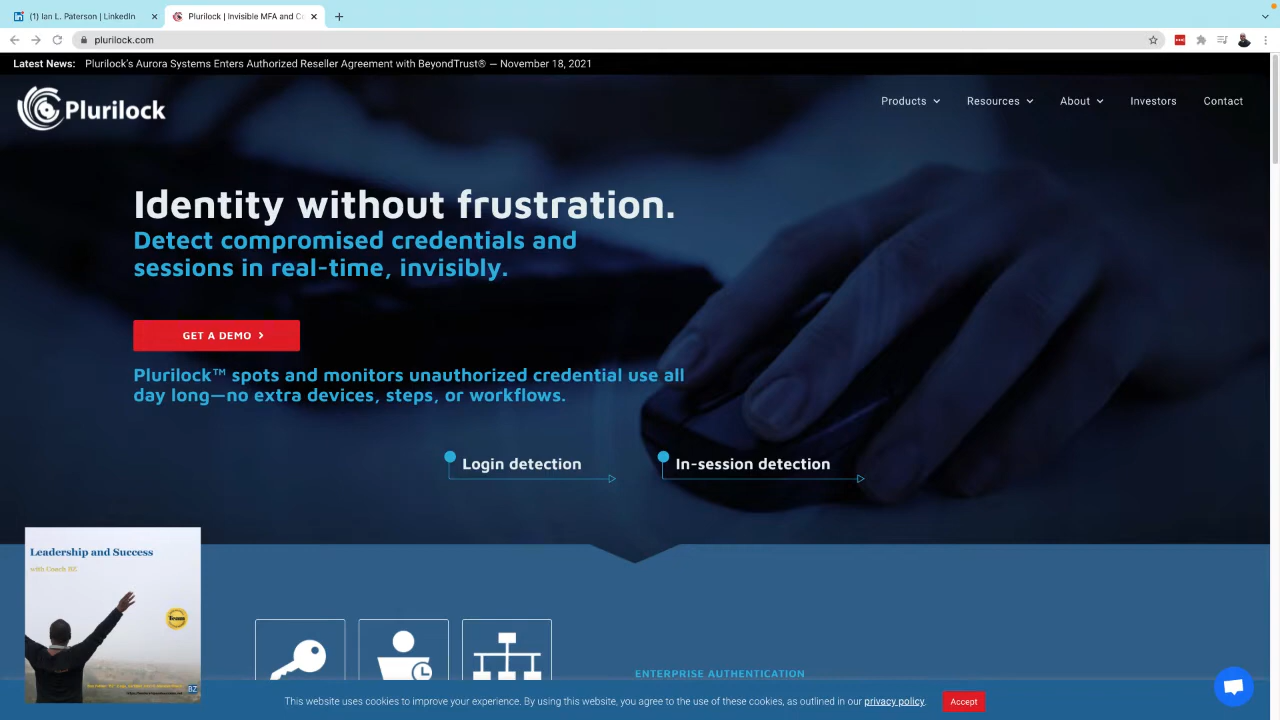 (1) Ian L. Paterson | LinkedIn
Plurilock | Invisible MFA and Co
plurilock.com
Latest News: Plurilock's Aurora Systems Enters Authorized Reseller Agreement with BeyondTrust® — November 18, 2021
Plurilock
Products
Resources
About
Investors
Contact
Identity without frustration.
Detect compromised credentials and
sessions in real-time, invisibly.
GET A DEMO
Plurilock™ spots and monitors unauthorized credential use all
day long—no extra devices, steps, or workflows.
Login detection
In-session detection
Leadership and Success
with Coach BZ
Team
BZ
ENTERPRISE AUTHENTICATION
This website uses cookies to improve your experience. By using this website, you agree to the use of these cookies, as outlined in our privacy policy.
Accept